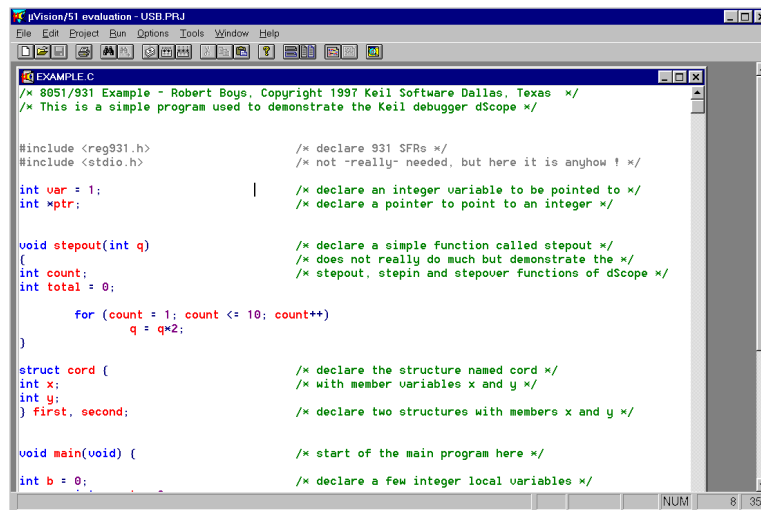 µVision/51 evaluation - USB.PRJ
File Edit Project Run Options Tools Window Help
EXAMPLE.C
/* 8051/931 Example - Robert Boys, Copyright 1997 Keil Software Dallas, Texas */
/* This is a simple program used to demonstrate the Keil debugger dScope */
#include <reg931.h> /* declare 931 SFRs */
#include <stdio.h> /* not -really- needed, but here it is anyhow ! */
int var = 1; /* declare an integer variable to be pointed to */
int *ptr; /* declare a pointer to point to an integer */
void stepout(int q) /* declare a simple function called stepout */
{ /* does not really do much but demonstrate the */
int count; /* stepout, stepin and stepover functions of dScope */
int total = 0;
for (count = 1; count <= 10; count++)
q = q*2;
}
struct cord { /* declare the structure named cord */
int x; /* with member variables x and y */
int y;
} first, second; /* declare two structures with members x and y */
void main(void) { /* start of the main program here */
int b = 0; /* declare a few integer local variables */
NUM 8 35